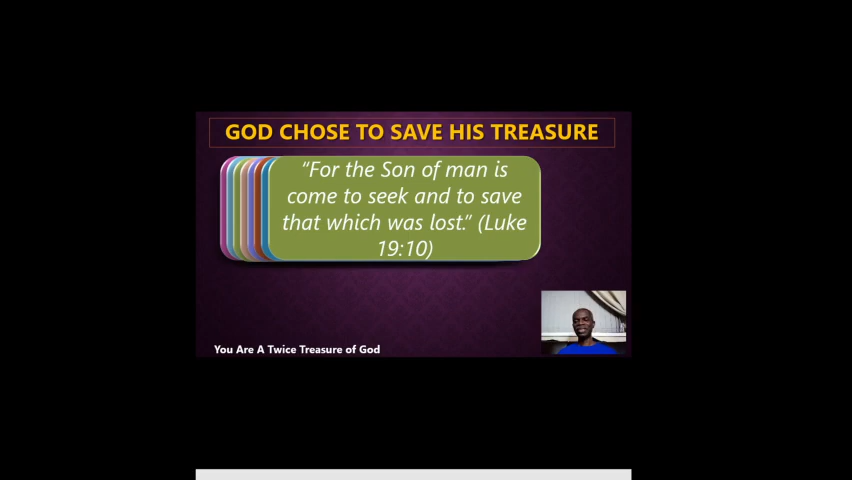 GOD CHOSE TO SAVE HIS TREASURE
“For the Son of man is
come to seek and to save
that which was lost.” (Luke
19:10)
You Are A Twice Treasure of God